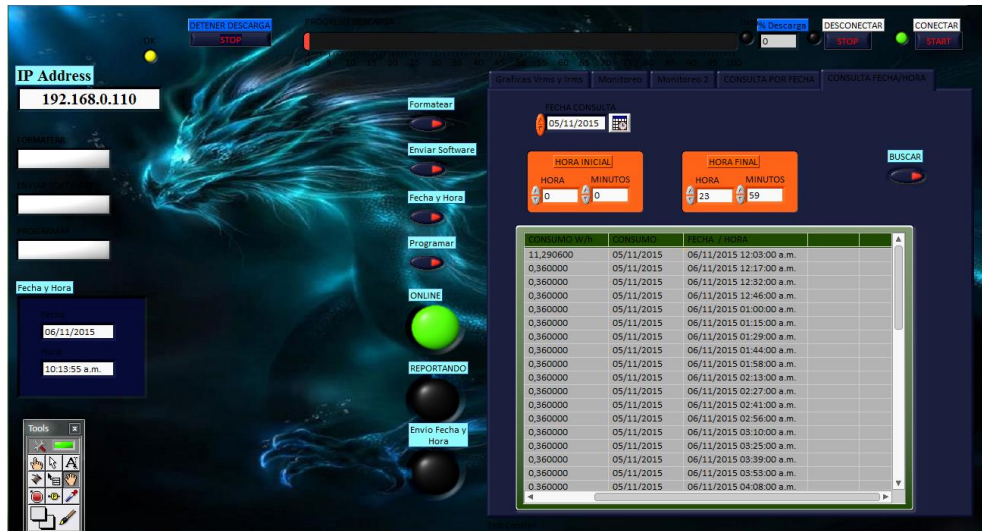 DETENER DESCARGA
STOP
PROGRESO DESCARGA
OK
% Descarga
0
DESCONECTAR
STOP
CONECTAR
START
IP Address
192.168.0.110
FORMATEAR
PROGRAMAR
Fecha y Hora
Fecha
06/11/2015
Hora
10:13:55 a.m.
Tools
Formatear
Enviar Software
Fecha y Hora
Programar
ONLINE
REPORTANDO
Envio Fecha y
Hora
Graficas Vrms y Irms
Monitoreo
Monitoreo 2
CONSULTA POR FECHA
CONSULTA FECHA/HORA
FECHA CONSULTA
05/11/2015
HORA INICIAL
HORA MINUTOS
0 0
HORA FINAL
HORA MINUTOS
23 59
BUSCAR
CONSUMO W/h CONSUMO FECHA / HORA
11,290600 05/11/2015 06/11/2015 12:03:00 a.m.
0,360000 05/11/2015 06/11/2015 12:17:00 a.m.
0,360000 05/11/2015 06/11/2015 12:32:00 a.m.
0,360000 05/11/2015 06/11/2015 12:46:00 a.m.
0,360000 05/11/2015 06/11/2015 01:00:00 a.m.
0,360000 05/11/2015 06/11/2015 01:15:00 a.m.
0,360000 05/11/2015 06/11/2015 01:29:00 a.m.
0,360000 05/11/2015 06/11/2015 01:44:00 a.m.
0,360000 05/11/2015 06/11/2015 01:58:00 a.m.
0,360000 05/11/2015 06/11/2015 02:13:00 a.m.
0,360000 05/11/2015 06/11/2015 02:27:00 a.m.
0,360000 05/11/2015 06/11/2015 02:41:00 a.m.
0,360000 05/11/2015 06/11/2015 02:56:00 a.m.
0,360000 05/11/2015 06/11/2015 03:10:00 a.m.
0,360000 05/11/2015 06/11/2015 03:25:00 a.m.
0,360000 05/11/2015 06/11/2015 03:39:00 a.m.
0,360000 05/11/2015 06/11/2015 03:53:00 a.m.
0,360000 05/11/2015 06/11/2015 04:08:00 a.m.